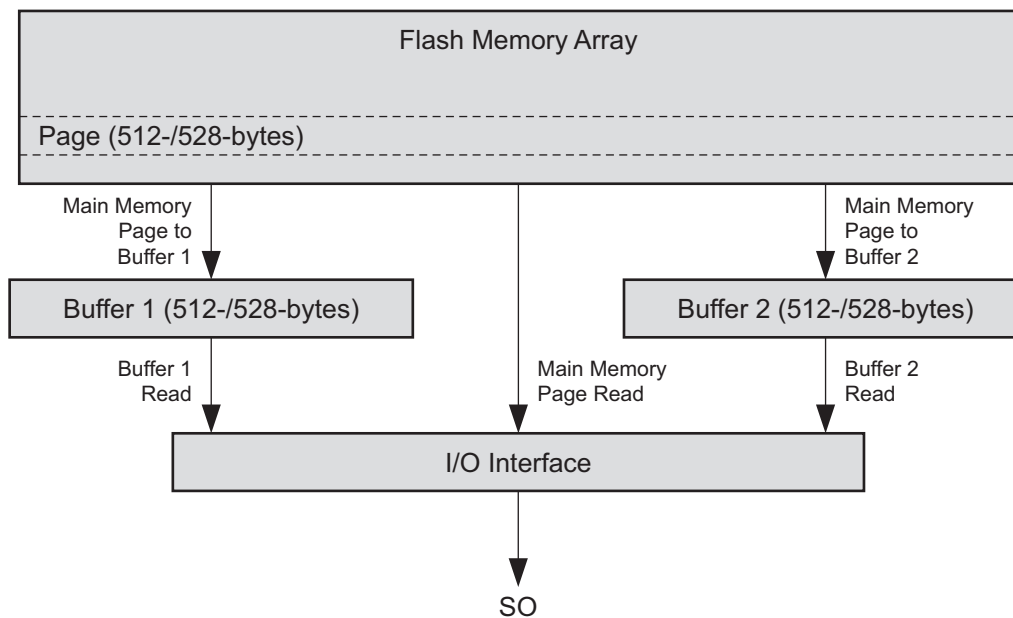 Flash Memory Array
Page (512-/528-bytes)
Main Memory
Page to
Buffer 1
Main Memory
Page to
Buffer 2
Buffer 1 (512-/528-bytes)
Buffer 2 (512-/528-bytes)
Buffer 1
Read
Main Memory
Page Read
Buffer 2
Read
I/O Interface
SO